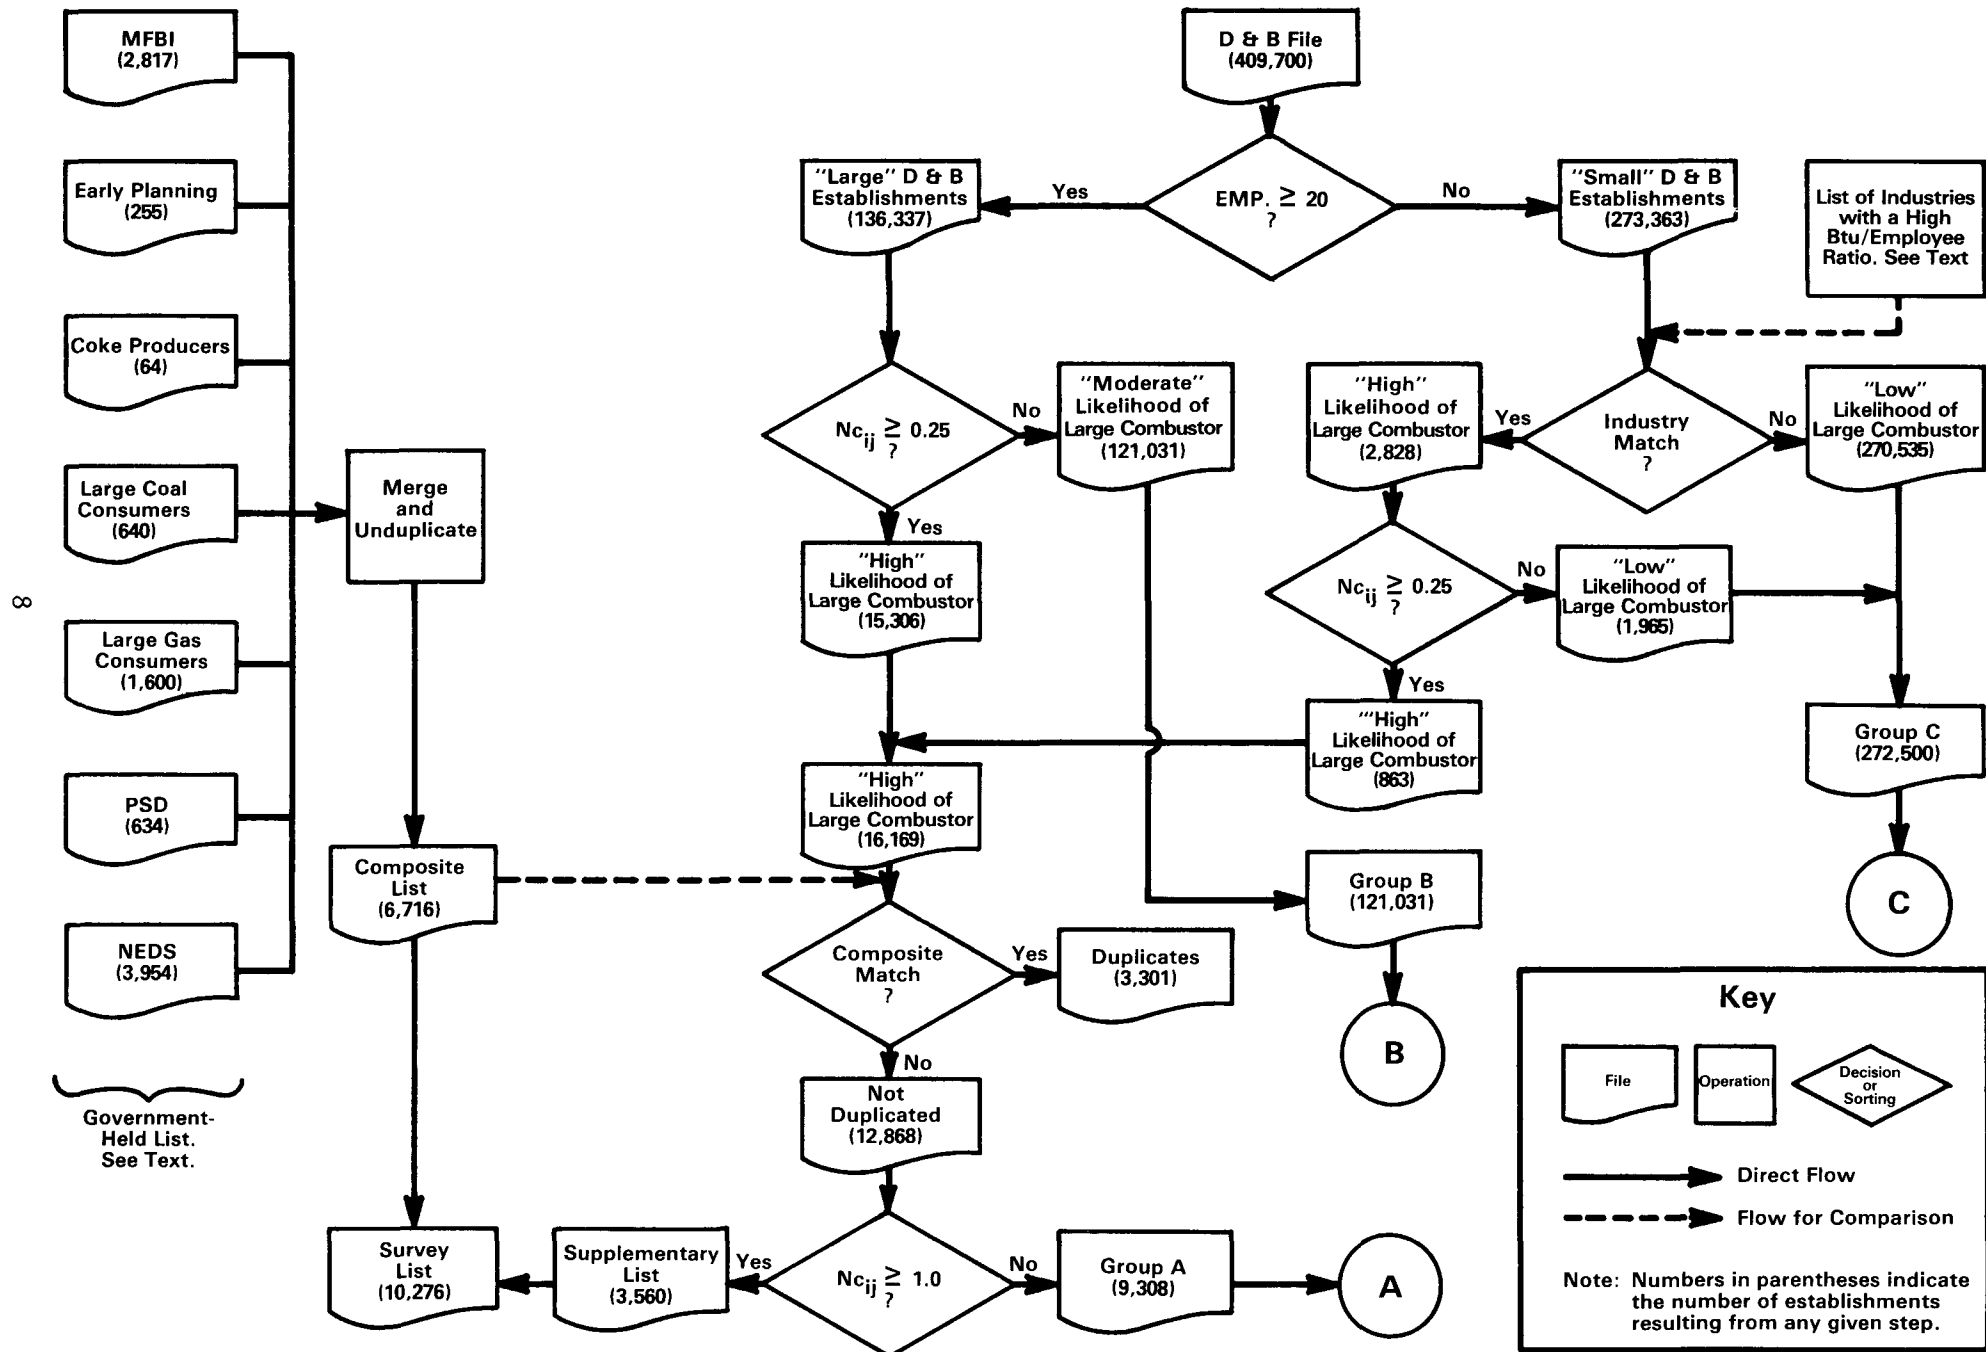 MFBI
(2,817)
Early Planning
(255)
Coke Producers
(64)
Large Coal
Consumers
(640)
Large Gas
Consumers
(1,600)
PSD
(634)
NEDS
(3,954)
Government-
Held List.
See Text.
8
Merge
and
Unduplicate
Composite
List
(6,716)
Survey
List
(10,276)
D & B File
(409,700)
EMP. ≥ 20
?
Yes
No
"Large" D & B
Establishments
(136,337)
"Small" D & B
Establishments
(273,363)
List of Industries
with a High
Btu/Employee
Ratio. See Text
Nc_ij ≥ 0.25
?
No
Yes
"Moderate"
Likelihood of
Large Combustor
(121,031)
"High"
Likelihood of
Large Combustor
(2,828)
Yes
Industry
Match
?
No
"Low"
Likelihood of
Large Combustor
(270,535)
"High"
Likelihood of
Large Combustor
(15,306)
Nc_ij ≥ 0.25
?
No
Yes
"Low"
Likelihood of
Large Combustor
(1,965)
"'High"
Likelihood of
Large Combustor
(863)
Group C
(272,500)
C
"High"
Likelihood of
Large Combustor
(16,169)
Group B
(121,031)
B
Composite
Match
?
Yes
No
Duplicates
(3,301)
Not
Duplicated
(12,868)
Supplementary
List
(3,560)
Yes
Nc_ij ≥ 1.0
?
No
Group A
(9,308)
A
Key
File
Operation
Decision
or
Sorting
Direct Flow
Flow for Comparison
Note: Numbers in parentheses indicate
the number of establishments
resulting from any given step.